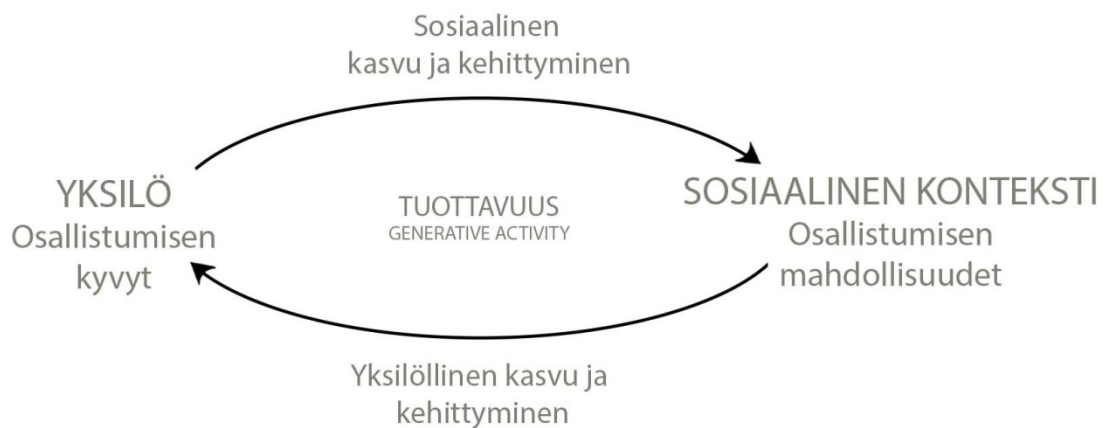 Sosiaalinen
kasvu ja kehittyminen
YKSILÖ
Osallistumisen
kyvyt
TUOTTAVUUS
GENERATIVE ACTIVITY
SOSIAALINEN KONTEKSTI
Osallistumisen
mahdollisuudet
Yksilöllinen kasvu ja
kehittyminen